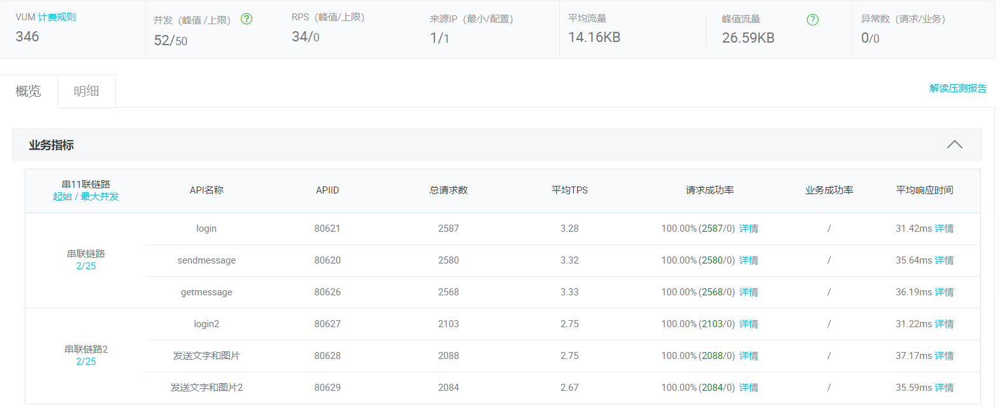 VUM 计费规则
346
并发（峰值 /上限）
52/50
RPS（峰值/上限）
34/0
来源IP（最小/配置）
1/1
平均流量
14.16KB
峰值流量
26.59KB
异常数（请求/业务）
0/0
概览
明细
解读压测报告
业务指标
串11联链路
起始 / 最大并发
API名称
APIID
总请求数
平均TPS
请求成功率
业务成功率
平均响应时间
串联链路
2/25
login 80621 2587 3.28 100.00%(2587/0) 详情 / 31.42ms 详情
sendmessage 80620 2580 3.32 100.00%(2580/0) 详情 / 35.64ms 详情
getmessage 80626 2568 3.33 100.00%(2568/0) 详情 / 36.19ms 详情
串联链路2
2/25
login2 80627 2103 2.75 100.00%(2103/0) 详情 / 31.22ms 详情
发送文字和图片 80628 2088 2.75 100.00%(2088/0) 详情 / 37.17ms 详情
发送文字和图片2 80629 2084 2.67 100.00%(2084/0) 详情 / 35.59ms 详情